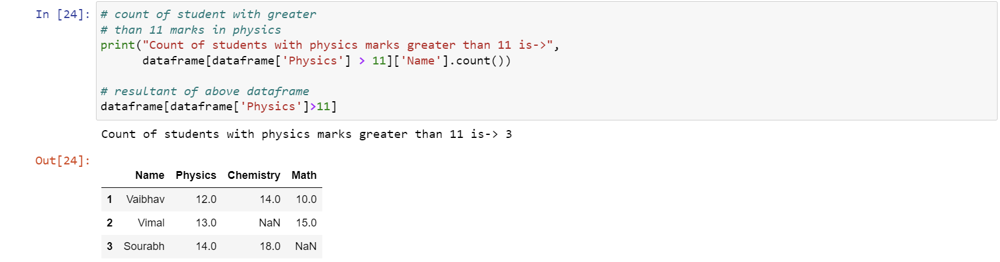 In [24]: # count of student with greater
# than 11 marks in physics
print("Count of students with physics marks greater than 11 is->",
      dataframe[dataframe['Physics'] > 11]['Name'].count())
# resultant of above dataframe
dataframe[dataframe['Physics']>11]
Count of students with physics marks greater than 11 is-> 3
Out[24]:
Name Physics Chemistry Math
1 Vaibhav 12.0 14.0 10.0
2 Vimal 13.0 NaN 15.0
3 Sourabh 14.0 18.0 NaN